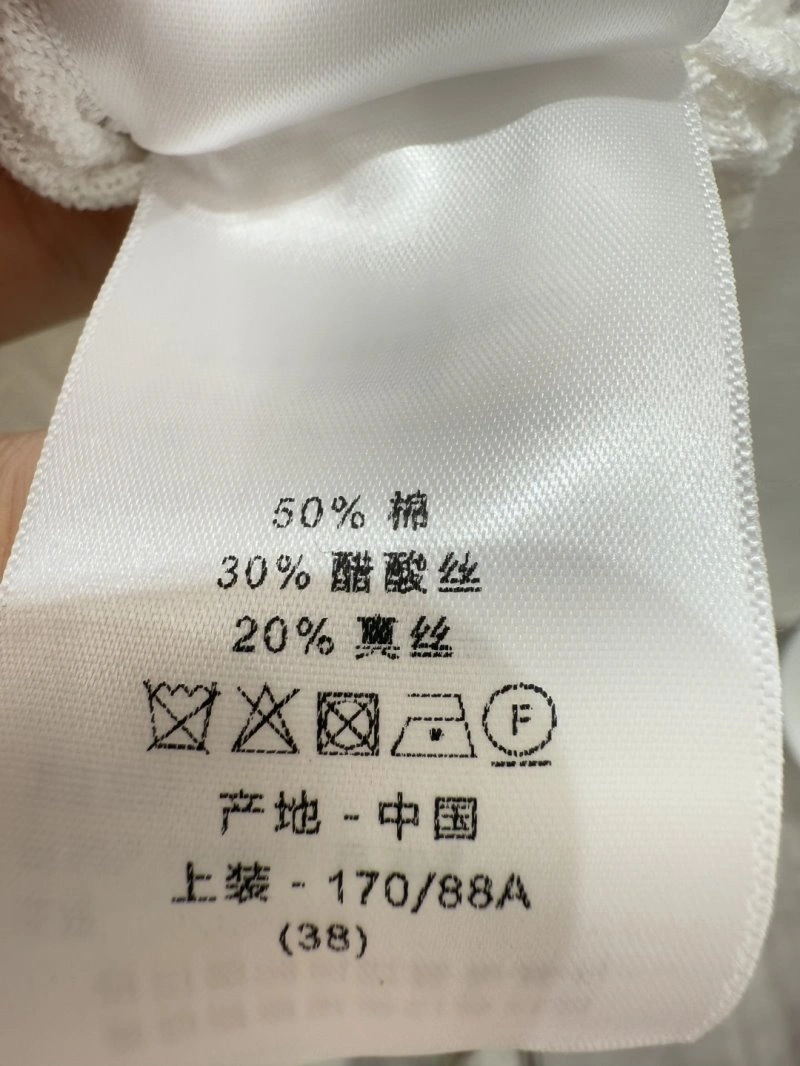 50% 棉
30% 醋酸丝
20% 真丝
F
产地 - 中国
上装 - 170/88A
(38)